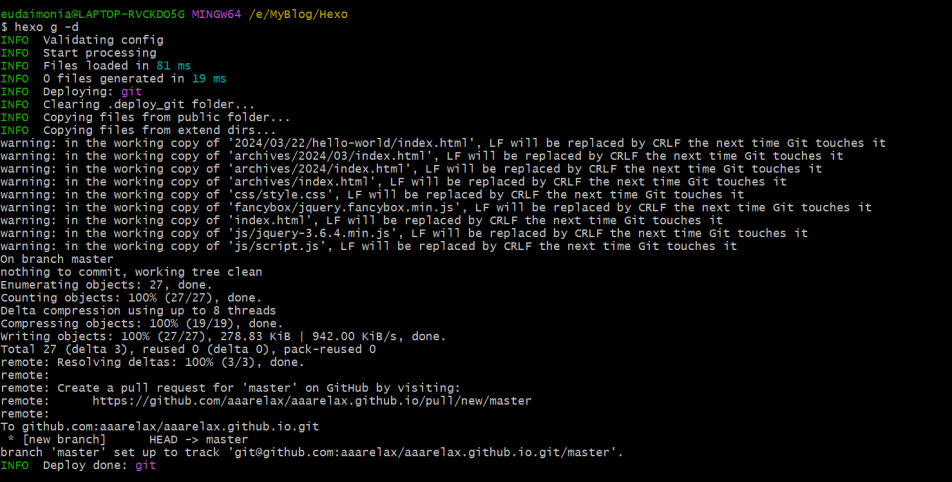 eudaimonia@LAPTOP-RVCKDO5G MINGW64 /e/MyBlog/Hexo
$ hexo g -d
INFO  Validating config
INFO  Start processing
INFO  Files loaded in 81 ms
INFO  0 files generated in 19 ms
INFO  Deploying: git
INFO  Clearing .deploy_git folder...
INFO  Copying files from public folder...
INFO  Copying files from extend dirs...
warning: in the working copy of '2024/03/22/hello-world/index.html', LF will be replaced by CRLF the next time Git touches it
warning: in the working copy of 'archives/2024/03/index.html', LF will be replaced by CRLF the next time Git touches it
warning: in the working copy of 'archives/2024/index.html', LF will be replaced by CRLF the next time Git touches it
warning: in the working copy of 'archives/index.html', LF will be replaced by CRLF the next time Git touches it
warning: in the working copy of 'css/style.css', LF will be replaced by CRLF the next time Git touches it
warning: in the working copy of 'fancybox/jquery.fancybox.min.js', LF will be replaced by CRLF the next time Git touches it
warning: in the working copy of 'index.html', LF will be replaced by CRLF the next time Git touches it
warning: in the working copy of 'js/jquery-3.6.4.min.js', LF will be replaced by CRLF the next time Git touches it
warning: in the working copy of 'js/script.js', LF will be replaced by CRLF the next time Git touches it
On branch master
nothing to commit, working tree clean
Enumerating objects: 27, done.
Counting objects: 100% (27/27), done.
Delta compression using up to 8 threads
Compressing objects: 100% (19/19), done.
Writing objects: 100% (27/27), 278.83 KiB | 942.00 KiB/s, done.
Total 27 (delta 3), reused 0 (delta 0), pack-reused 0
remote: Resolving deltas: 100% (3/3), done.
remote:
remote: Create a pull request for 'master' on GitHub by visiting:
remote:      https://github.com/aaarelax/aaarelax.github.io/pull/new/master
remote:
To github.com:aaarelax/aaarelax.github.io.git
 * [new branch]      HEAD -> master
branch 'master' set up to track 'git@github.com:aaarelax/aaarelax.github.io.git/master'.
INFO  Deploy done: git